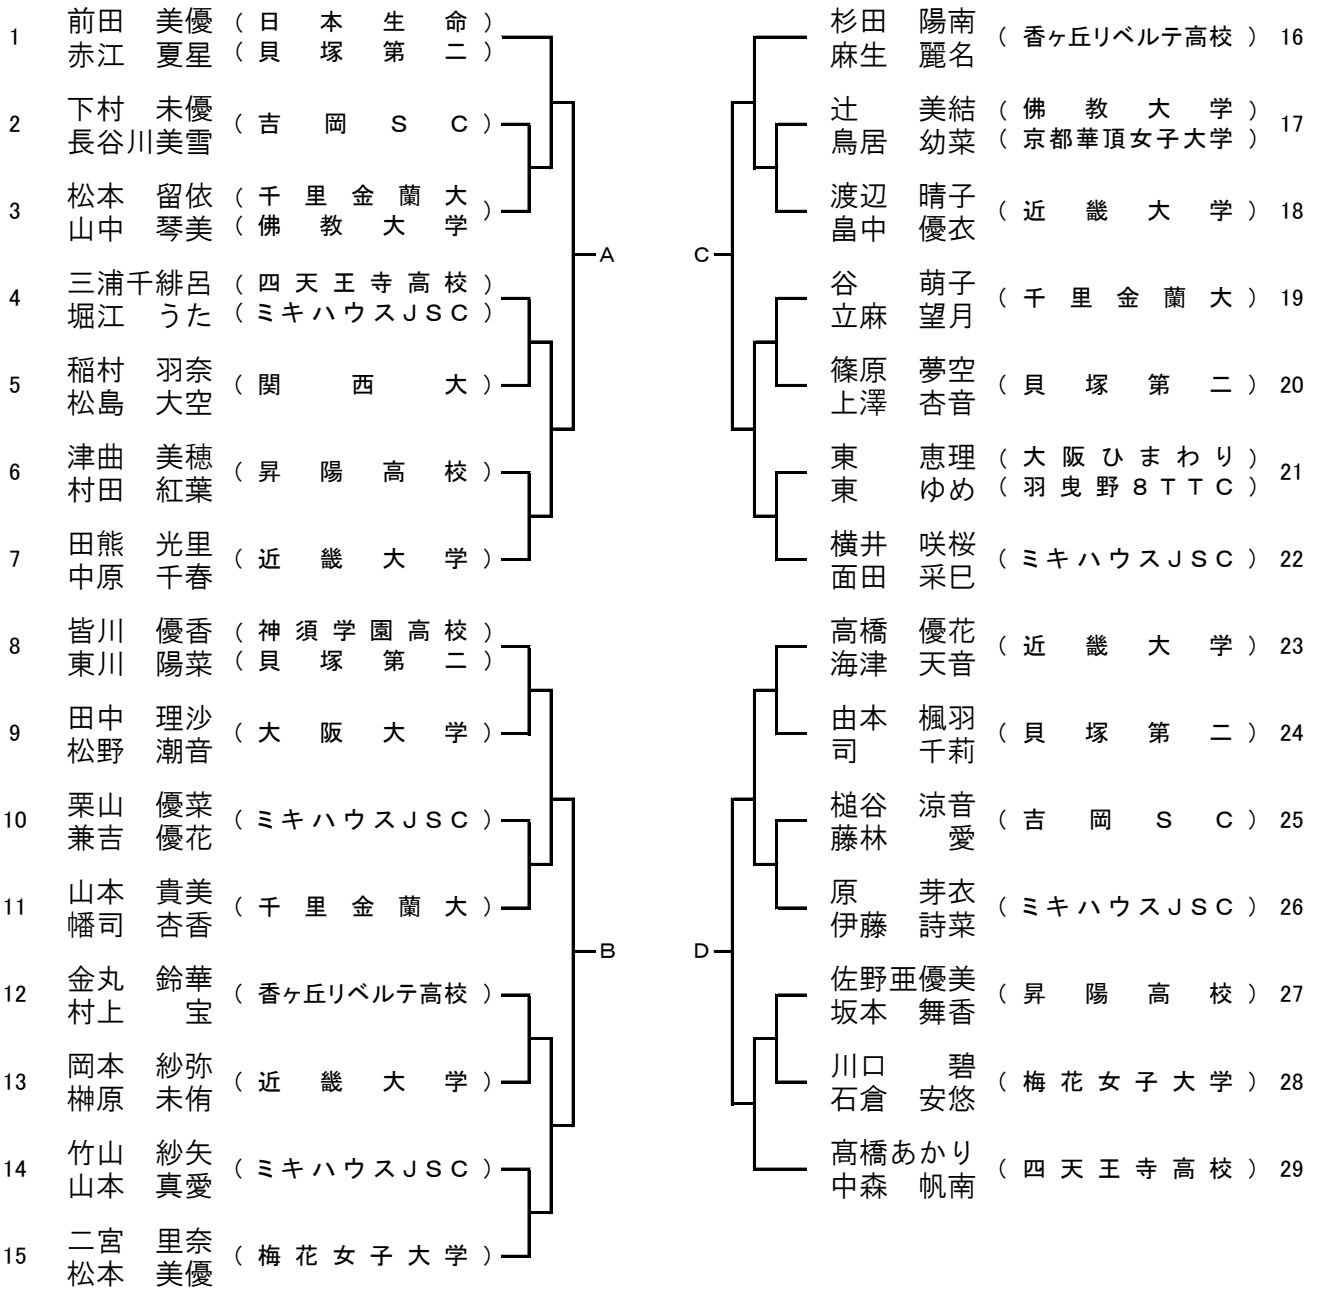 1 前田 美優 (日本生命)
赤江 夏星 (貝塚第二)
2 下村 未優 (吉岡SC)
長谷川美雪
3 松本 留依 (千里金蘭大)
山中 琴美 (佛教大学)
4 三浦千緋呂 (四天王寺高校)
堀江 うた (ミキハウスJSC)
5 稲村 羽奈 (関西大)
松島 大空
6 津曲 美穂 (昇陽高校)
村田 紅葉
7 田熊 光里 (近畿大学)
中原 千春
A
8 皆川 優香 (神須学園高校)
東川 陽菜 (貝塚第二)
9 田中 理沙 (大阪大学)
松野 潮音
10 栗山 優菜 (ミキハウスJSC)
兼吉 優花
11 山本 貴美 (千里金蘭大)
幡司 杏香
12 金丸 鈴華 (香ヶ丘リベルテ高校)
村上 宝
13 岡本 紗弥 (近畿大学)
榊原 未侑
14 竹山 紗矢 (ミキハウスJSC)
山本 真愛
15 二宮 里奈 (梅花女子大学)
松本 美優
B
杉田 陽南 (香ヶ丘リベルテ高校) 16
麻生 麗名
辻 美結 (佛教大学) 17
鳥居 幼菜 (京都華頂女子大学)
渡辺 晴子 (近畿大学) 18
畠中 優衣
谷 萌子 (千里金蘭大) 19
立麻 望月
篠原 夢空 (貝塚第二) 20
上澤 杏音
東 恵理 (大阪ひまわり) 21
東 ゆめ (羽曳野8TTC)
横井 咲桜 (ミキハウスJSC) 22
面田 采巳
C
高橋 優花 (近畿大学) 23
海津 天音
由本 楓羽 (貝塚第二) 24
司 千莉
槌谷 涼音 (吉岡SC) 25
藤林 愛
原 芽衣 (ミキハウスJSC) 26
伊藤 詩菜
佐野亜優美 (昇陽高校) 27
坂本 舞香
川口 碧 (梅花女子大学) 28
石倉 安悠
髙橋あかり (四天王寺高校) 29
中森 帆南
D